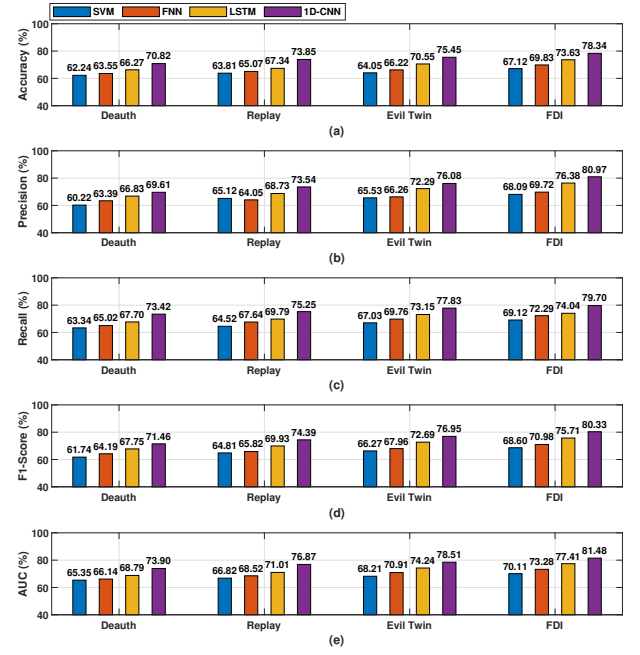 SVM FNN LSTM 1D-CNN
Accuracy (%)
100
80
60
40
62.24 63.55 66.27 70.82
63.81 65.07 67.34 73.85
64.05 66.22 70.55 75.45
67.12 69.83 73.63 78.34
Deauth Replay Evil Twin FDI
(a)
Precision (%)
100
80
60
40
60.22 63.39 66.83 69.61
65.12 64.05 68.73 73.54
65.53 66.26 72.29 76.08
68.09 69.72 76.38 80.97
Deauth Replay Evil Twin FDI
(b)
Recall (%)
100
80
60
40
63.34 65.02 67.70 73.42
64.52 67.64 69.79 75.25
67.03 69.76 73.15 77.83
69.12 72.29 74.04 79.70
Deauth Replay Evil Twin FDI
(c)
F1-Score (%)
100
80
60
40
61.74 64.19 67.75 71.46
64.81 65.82 69.93 74.39
66.27 67.96 72.69 76.95
68.60 70.98 75.71 80.33
Deauth Replay Evil Twin FDI
(d)
AUC (%)
100
80
60
40
65.35 66.14 68.79 73.90
66.82 68.52 71.01 76.87
68.21 70.91 74.24 78.51
70.11 73.28 77.41 81.48
Deauth Replay Evil Twin FDI
(e)